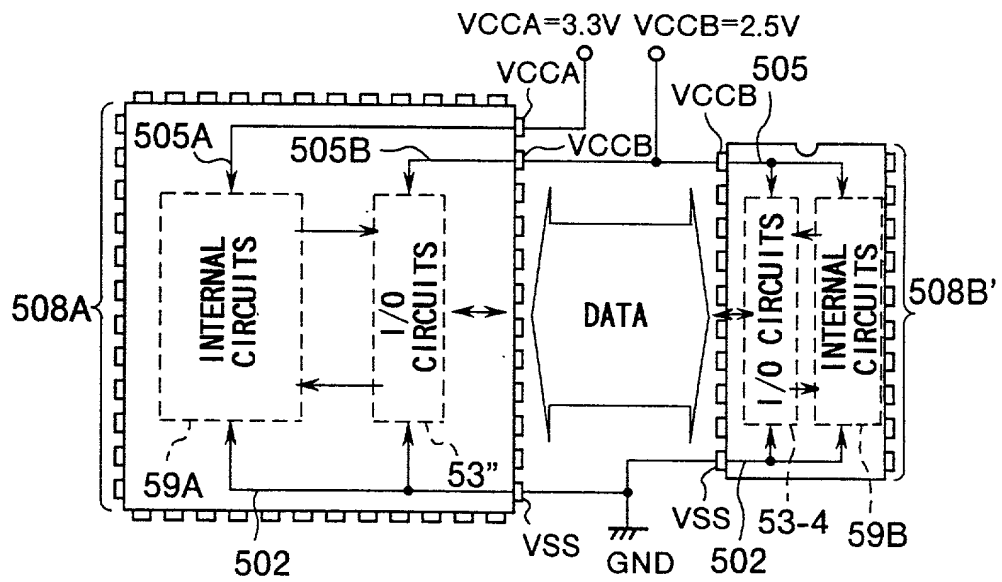 VCCA=3.3V VCCB=2.5V
VCCA
505
VCCB
505A
505B
VCCB
508A
INTERNAL
CIRCUITS
I/O
CIRCUITS
DATA
I/O CIRCUITS
INTERNAL
CIRCUITS
508B'
59A
53”
502
VSS
GND
VSS
502
53-4
59B